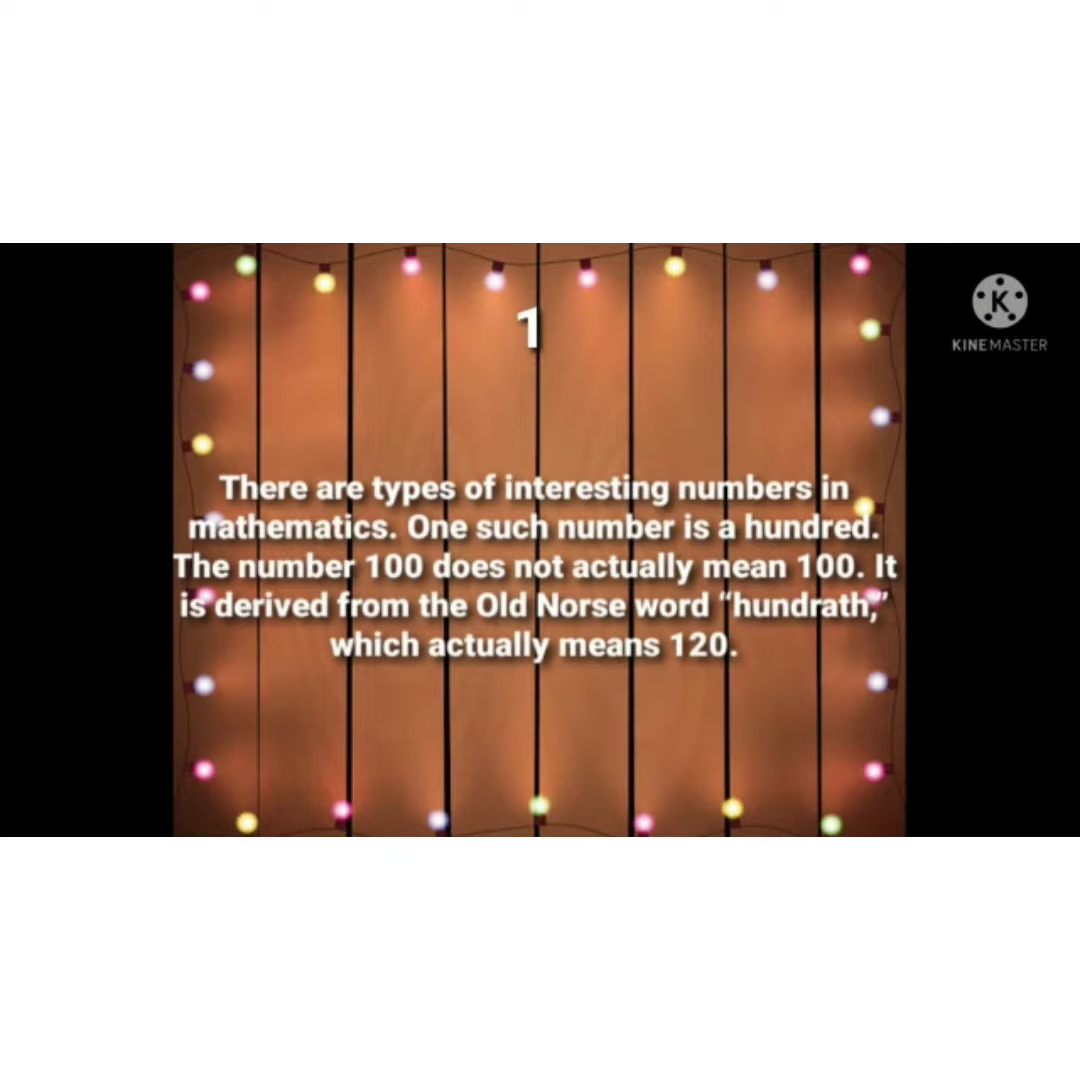 KINEMASTER
1
There are types of interesting numbers in
mathematics. One such number is a hundred.
The number 100 does not actually mean 100. It
is derived from the Old Norse word “hundrath,”
which actually means 120.